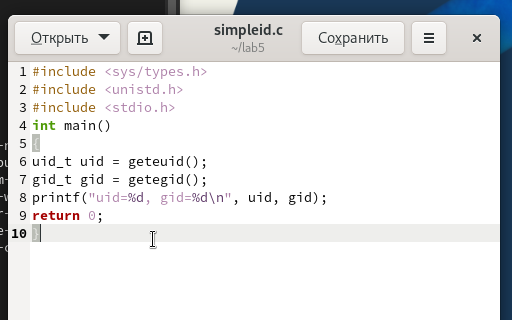 Открыть
simpleid.c
~/lab5
Сохранить
1 #include <sys/types.h>
2 #include <unistd.h>
3 #include <stdio.h>
4 int main()
5 {
6 uid_t uid = geteuid();
7 gid_t gid = getegid();
8 printf("uid=%d, gid=%d\n", uid, gid);
9 return 0;
10 }